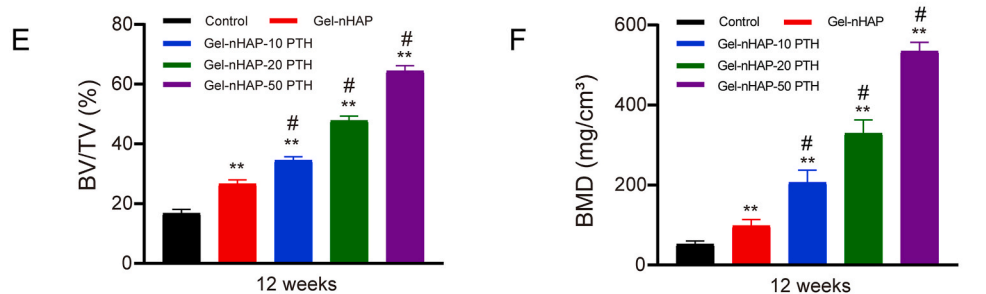 E
Control Gel-nHAP
Gel-nHAP-10 PTH
Gel-nHAP-20 PTH
Gel-nHAP-50 PTH
BV/TV (%)
80
60
40
20
0
**
#
**
#
**
#
**
12 weeks
F
Control Gel-nHAP
Gel-nHAP-10 PTH
Gel-nHAP-20 PTH
Gel-nHAP-50 PTH
BMD (mg/cm³)
600
400
200
0
**
#
**
#
**
#
**
12 weeks